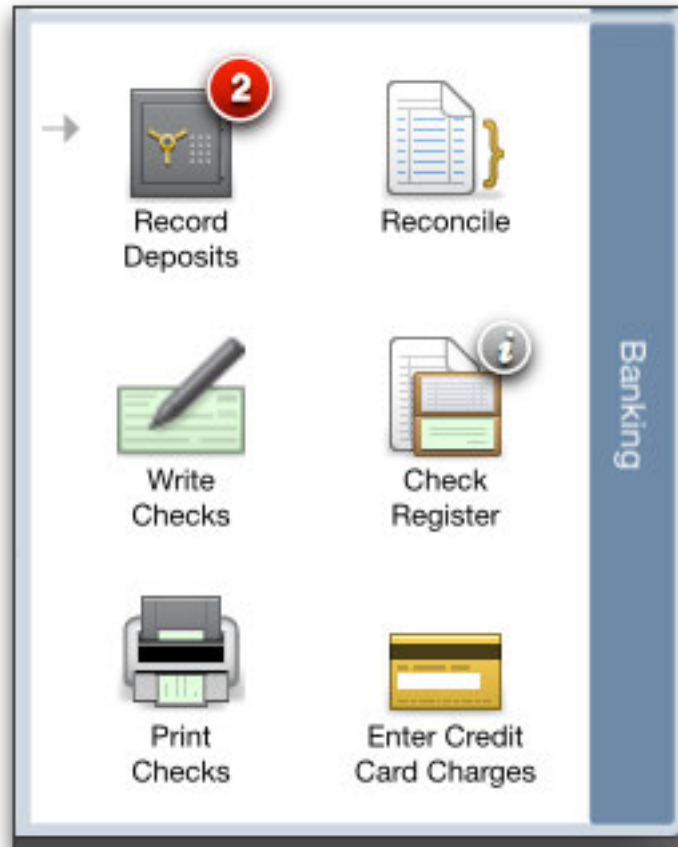 2
Record
Deposits
Reconcile
Write
Checks
i
Check
Register
Print
Checks
Enter Credit
Card Charges
Banking